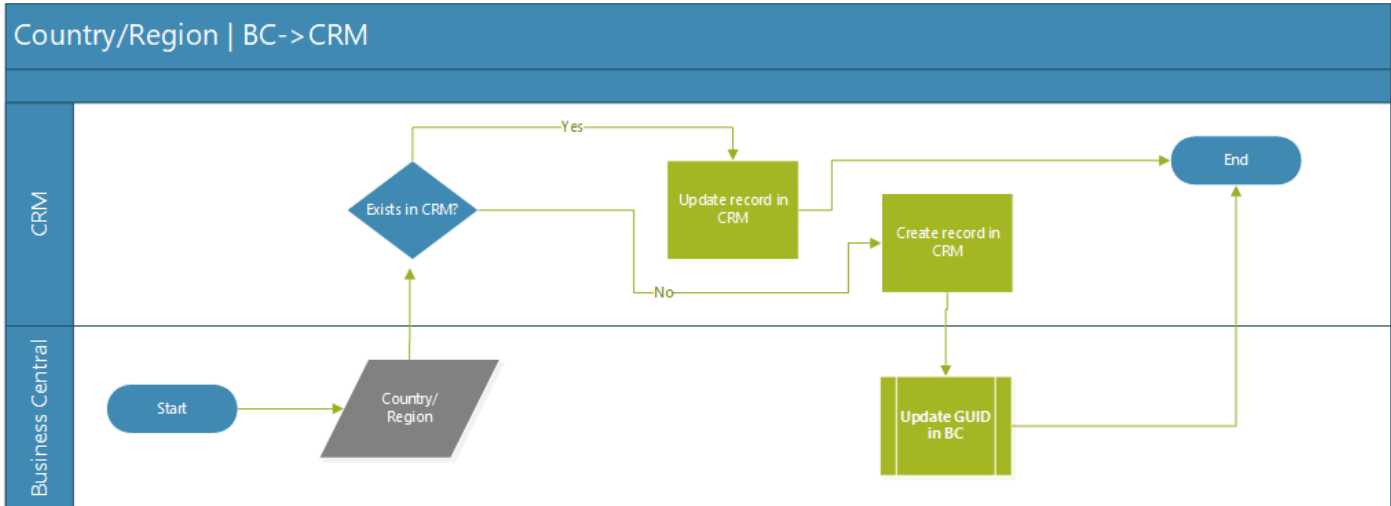 Country/Region | BC->CRM
CRM
Yes
End
Exists in CRM?
Update record in
CRM
Create record in
CRM
No
Business Central
Start
Country/
Region
Update GUID
in BC